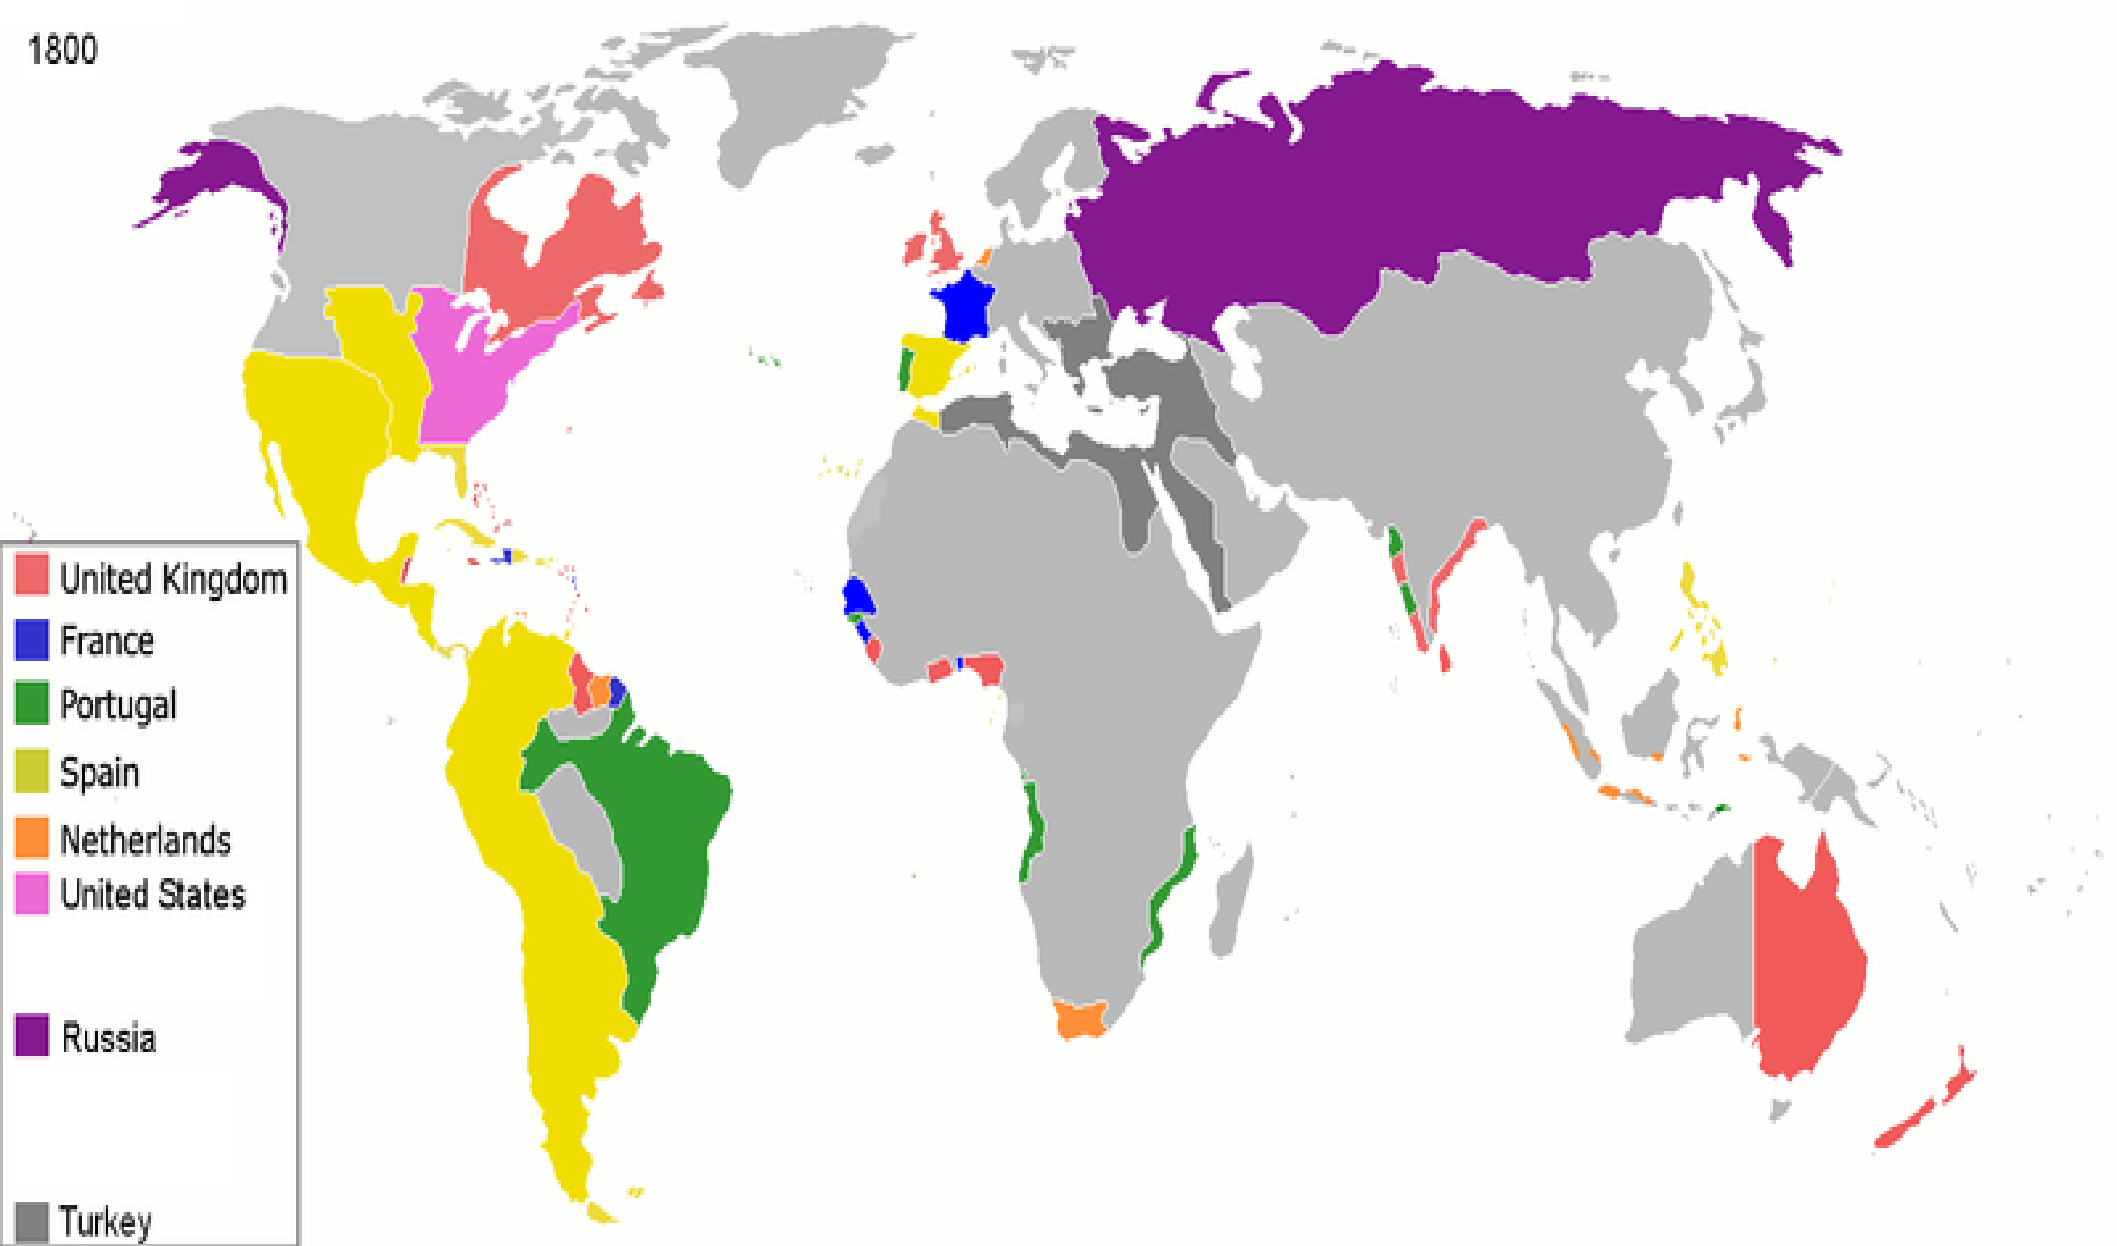 1800
United Kingdom
France
Portugal
Spain
Netherlands
United States
Russia
Turkey